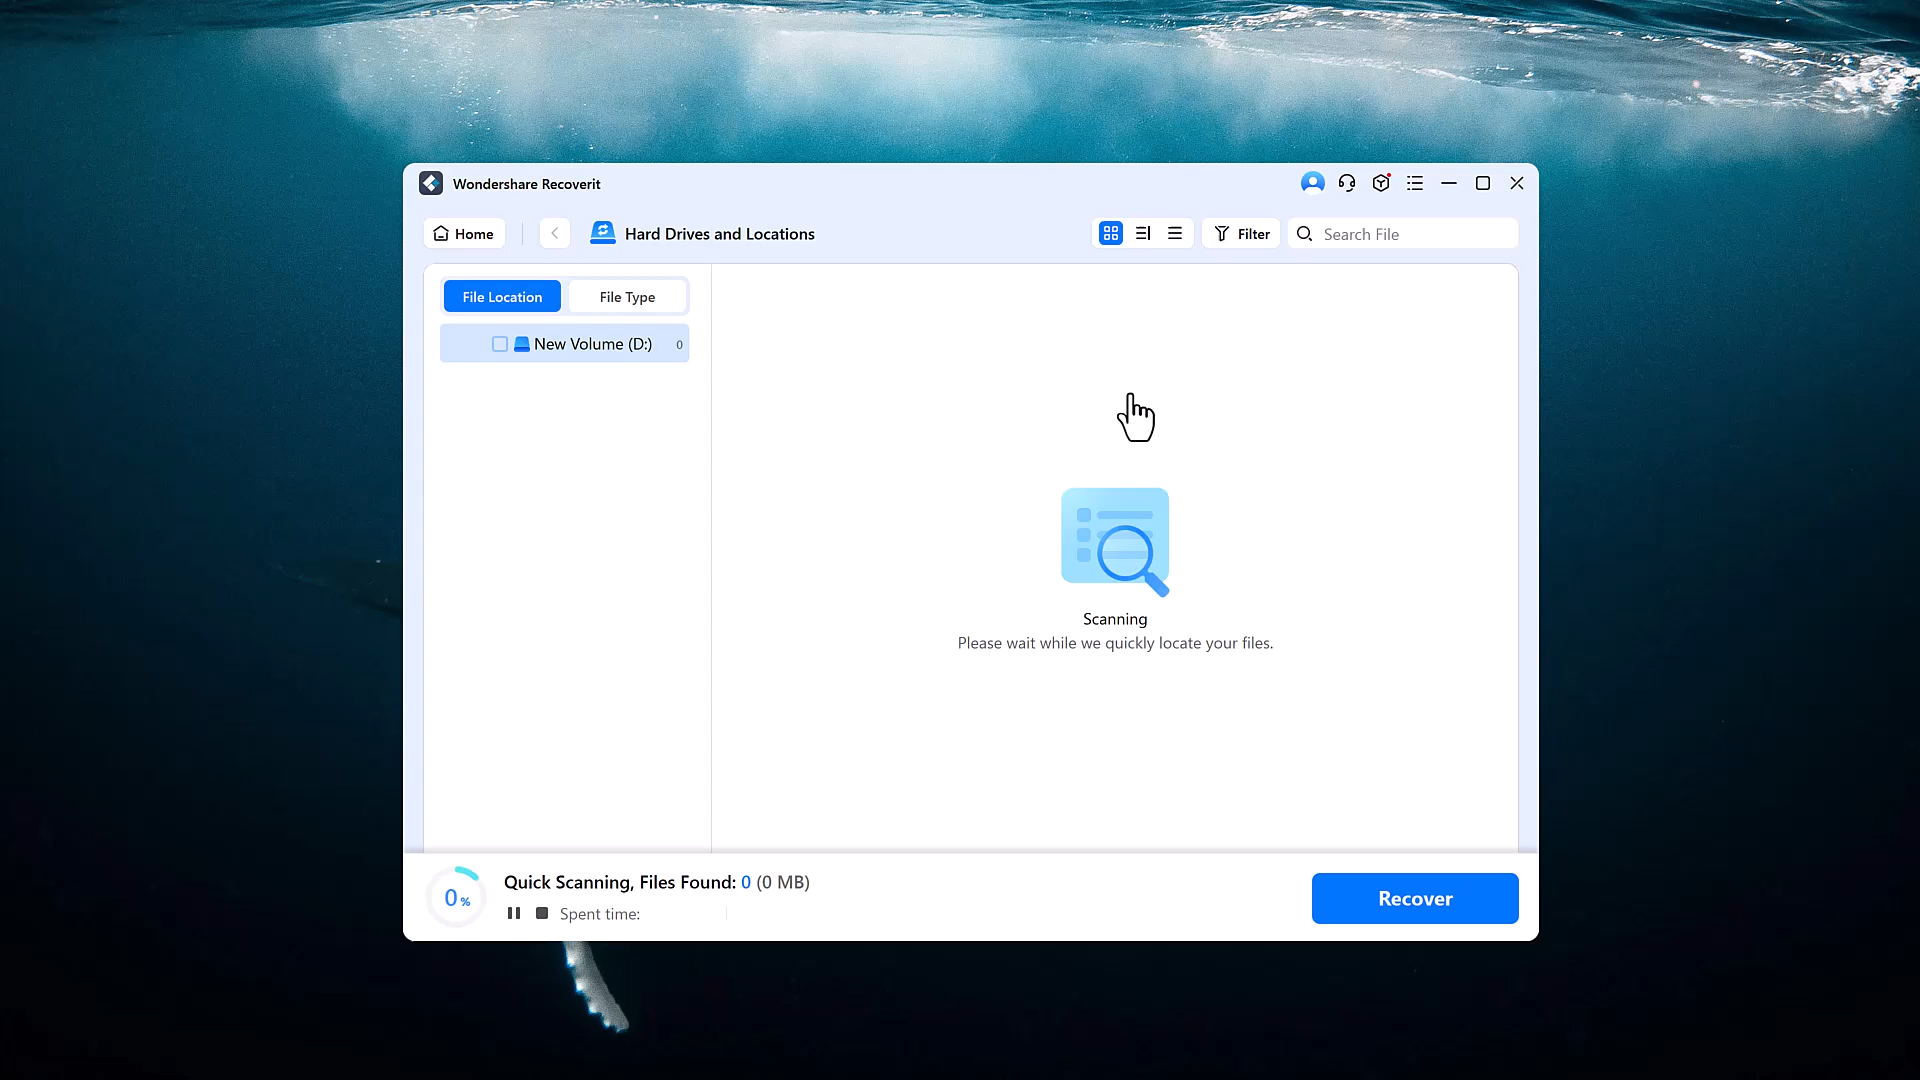 Wondershare Recoverit
Home
Hard Drives and Locations
Filter
Search File
File Location
File Type
New Volume (D:)
0
Scanning
Please wait while we quickly locate your files.
0%
Quick Scanning, Files Found: 0 (0 MB)
Spent time:
Recover